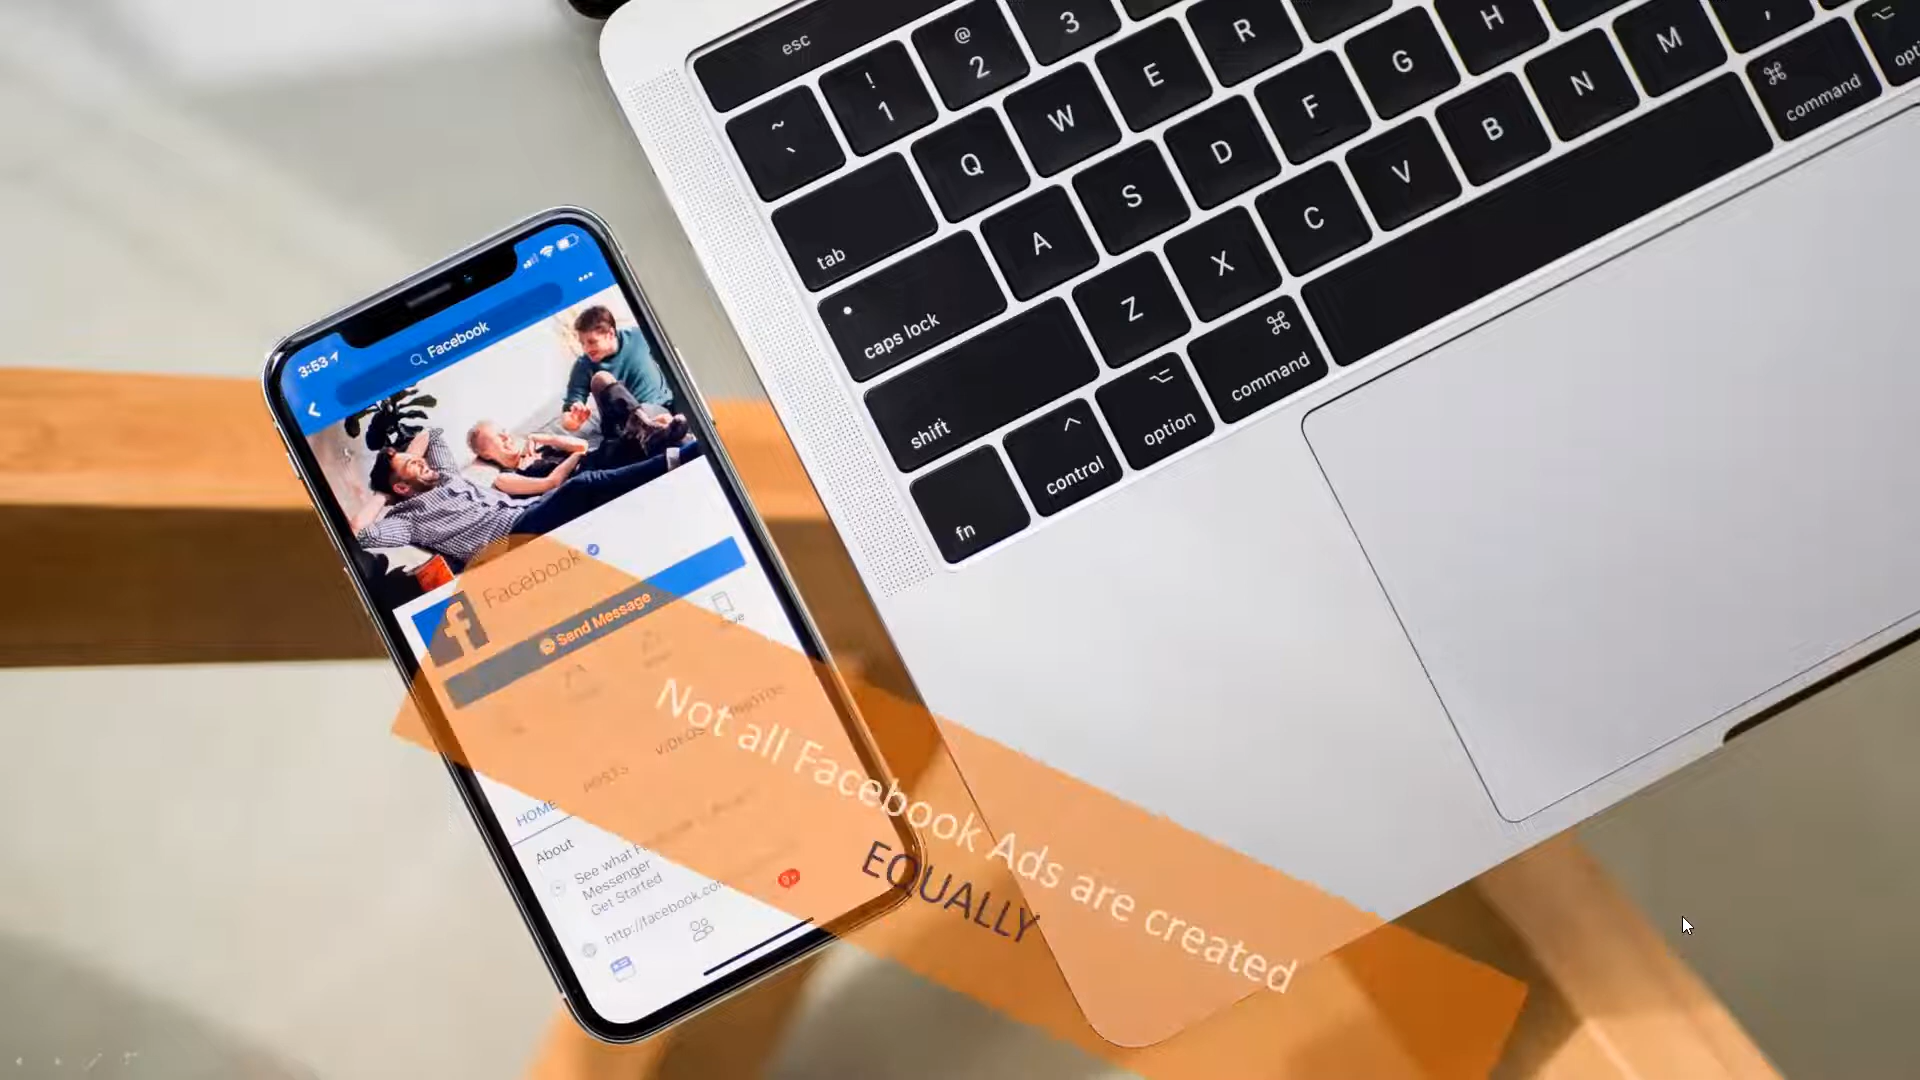 esc
@
2
3
!
1
~
`
Q
W
E
R
tab
A
S
D
F
G
H
caps lock
Z
X
C
V
B
N
M
,
shift
fn
^
control
option
⌘
command
⌘
command
3:53
Facebook
Facebook
Send Message
HOME
POSTS
VIDEOS
PHOTOS
About
See what
Messenger
Get Started
http://facebook.com
9+
Not all Facebook Ads are created
EQUALLY